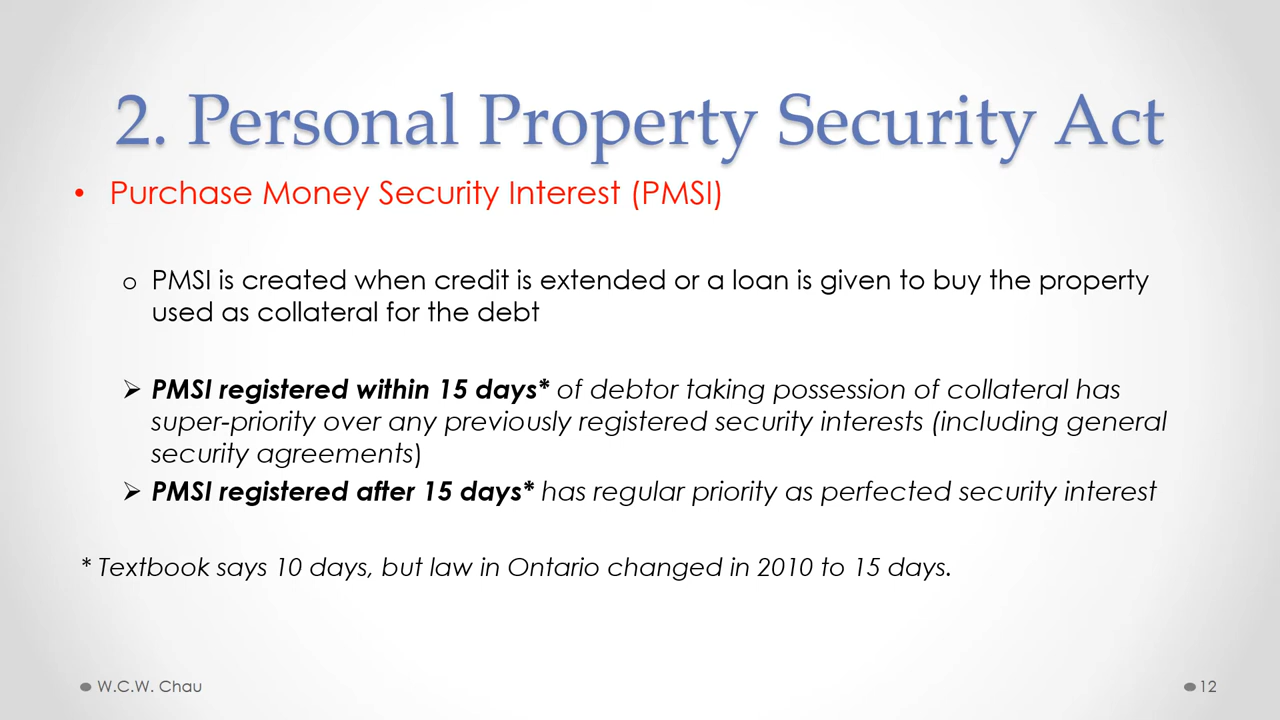 2. Personal Property Security Act
• Purchase Money Security Interest (PMSI)
o PMSI is created when credit is extended or a loan is given to buy the property
used as collateral for the debt
➢ PMSI registered within 15 days* of debtor taking possession of collateral has
super-priority over any previously registered security interests (including general
security agreements)
➢ PMSI registered after 15 days* has regular priority as perfected security interest
* Textbook says 10 days, but law in Ontario changed in 2010 to 15 days.
W.C.W. Chau
12